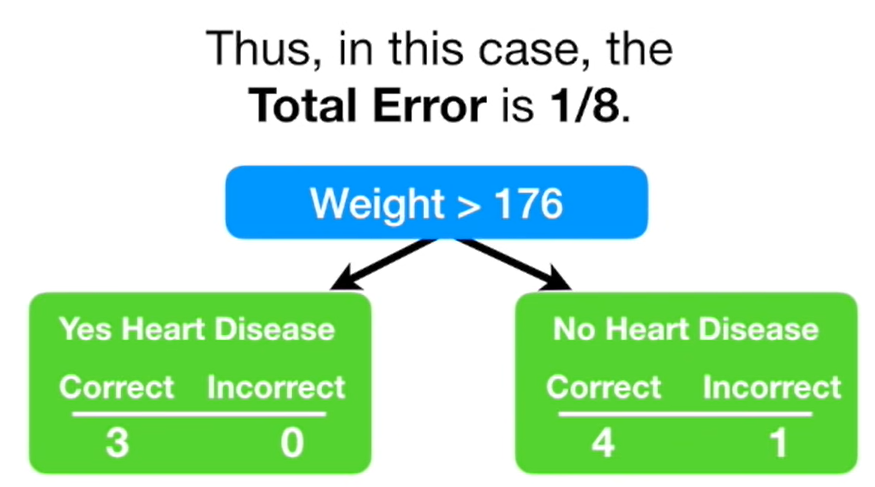 Thus, in this case, the
Total Error is 1/8.
Weight > 176
Yes Heart Disease
Correct Incorrect
3 0
No Heart Disease
Correct Incorrect
4 1